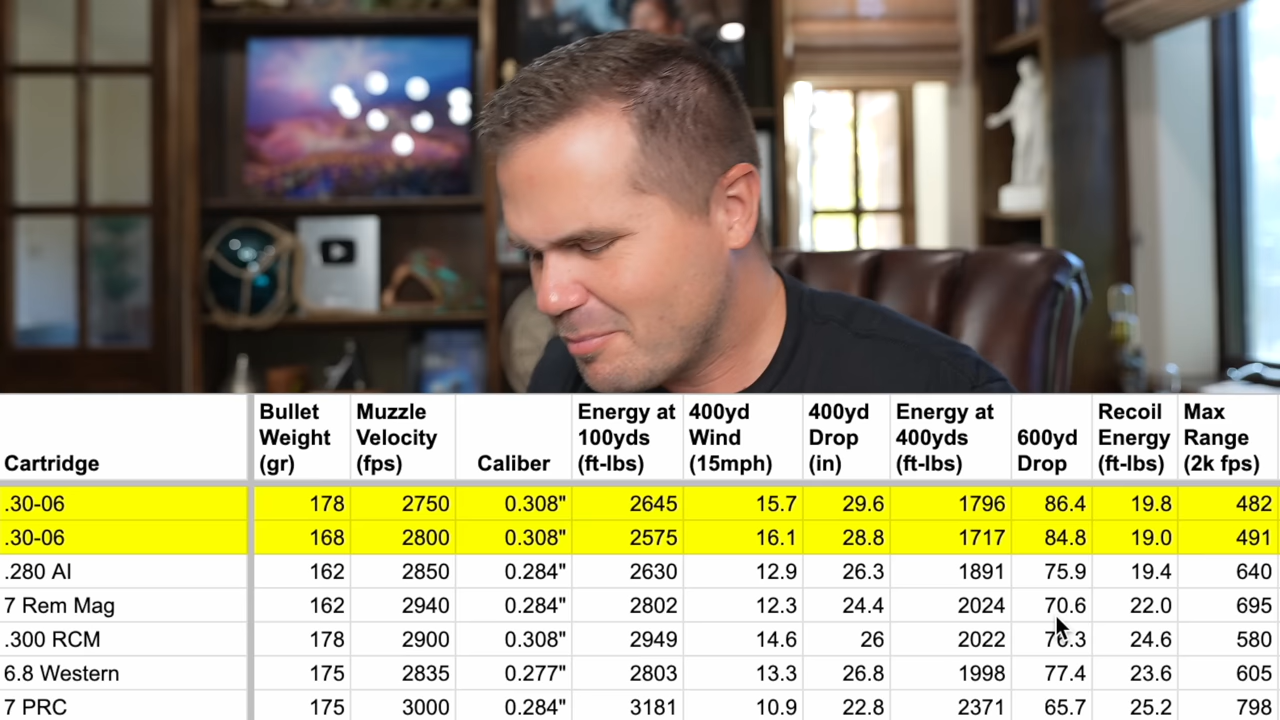 Cartridge Bullet Weight (gr) Muzzle Velocity (fps) Caliber Energy at 100yds (ft-lbs) 400yd Wind (15mph) 400yd Drop (in) Energy at 400yds (ft-lbs) 600yd Drop Recoil Energy (ft-lbs) Max Range (2k fps)
.30-06 178 2750 0.308" 2645 15.7 29.6 1796 86.4 19.8 482
.30-06 168 2800 0.308" 2575 16.1 28.8 1717 84.8 19.0 491
.280 AI 162 2850 0.284" 2630 12.9 26.3 1891 75.9 19.4 640
7 Rem Mag 162 2940 0.284" 2802 12.3 24.4 2024 70.6 22.0 695
.300 RCM 178 2900 0.308" 2949 14.6 26 2022 24.6 580
6.8 Western 175 2835 0.277" 2803 13.3 26.8 1998 77.4 23.6 605
7 PRC 175 3000 0.284" 3181 10.9 22.8 2371 65.7 25.2 798